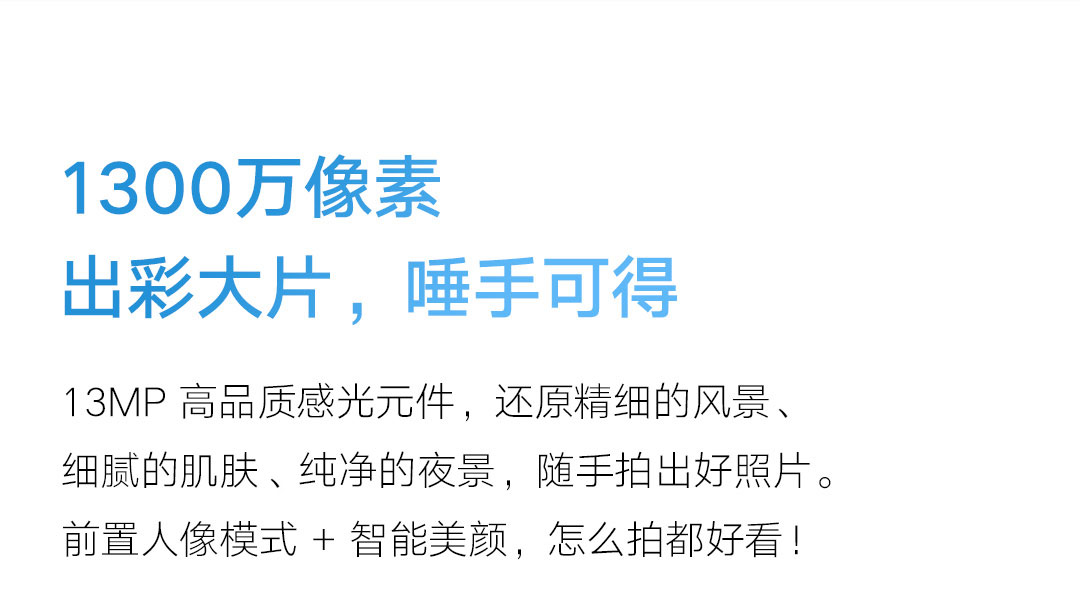 1300万像素
出彩大片，唾手可得
13MP 高品质感光元件，还原精细的风景、
细腻的肌肤、纯净的夜景，随手拍出好照片。
前置人像模式 + 智能美颜，怎么拍都好看！